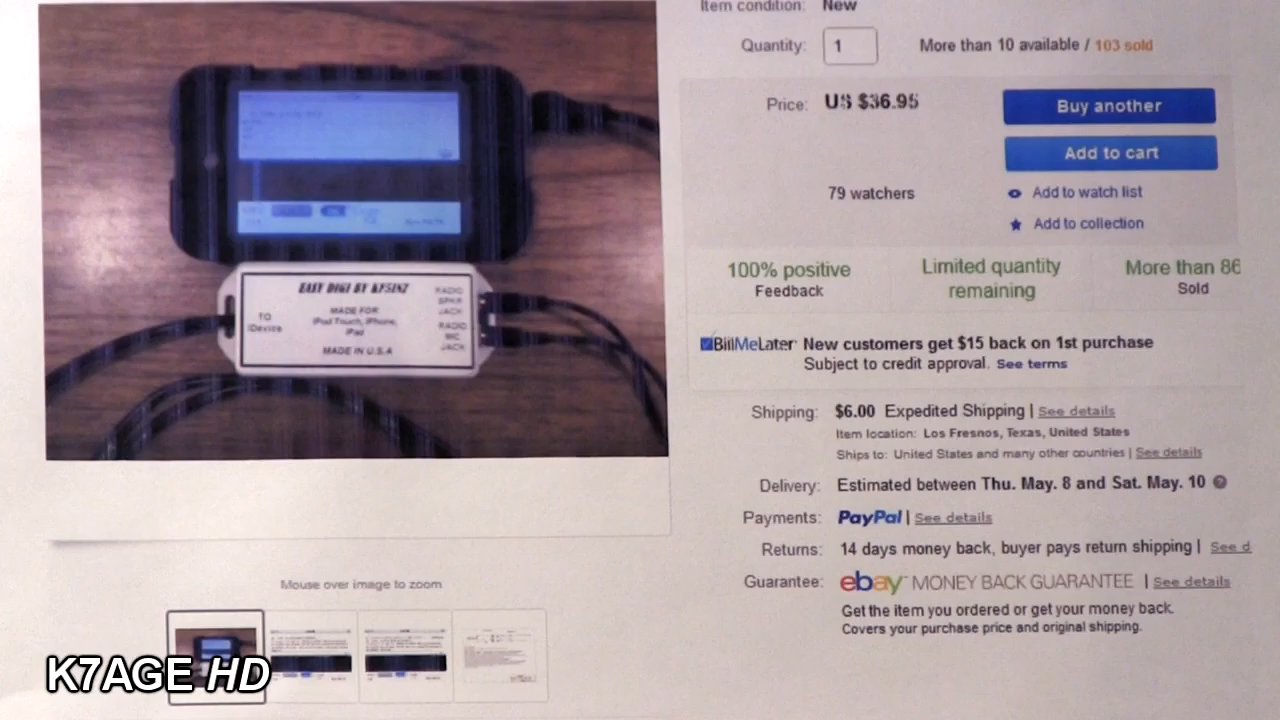 Item condition: New
Quantity: 1 More than 10 available / 103 sold
Price: US $36.95
Buy another
Add to cart
79 watchers
Add to watch list
Add to collection
100% positive
Feedback
Limited quantity
remaining
More than 86
Sold
BillMeLater New customers get $15 back on 1st purchase
Subject to credit approval. See terms
Shipping: $6.00 Expedited Shipping | See details
Item location: Los Fresnos, Texas, United States
Ships to: United States and many other countries | See details
Delivery: Estimated between Thu. May. 8 and Sat. May. 10
Payments: PayPal | See details
Returns: 14 days money back, buyer pays return shipping | See d
Guarantee: ebay MONEY BACK GUARANTEE | See details
Get the item you ordered or get your money back.
Covers your purchase price and original shipping.
EASY DIGI BY KF5INZ
TO
iDevice
MADE FOR
iPod Touch, iPhone,
iPad
MADE IN U.S.A
RADIO
SPKR
JACK
RADIO
MIC
JACK
Mouse over image to zoom
K7AGE HD